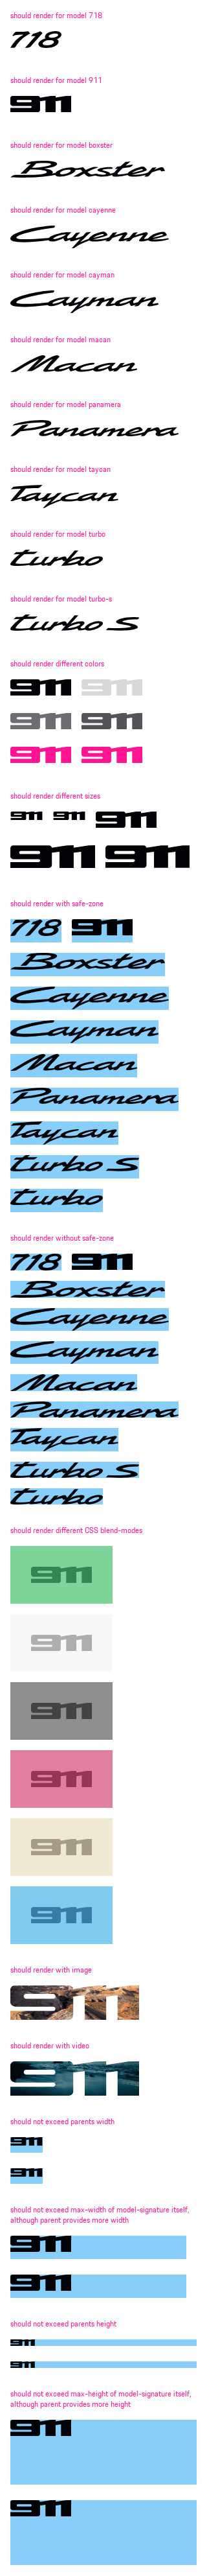 should render for model 718
718
should render for model 911
911
should render for model boxster
Boxster
should render for model cayenne
Cayenne
should render for model cayman
Cayman
should render for model macan
Macan
should render for model panamera
Panamera
should render for model taycan
Taycan
should render for model turbo
turbo
should render for model turbo-s
turbo S
should render different colors
911 911
911 911
911 911
should render different sizes
911 911 911
911 911
should render with safe-zone
718 911
Boxster
Cayenne
Cayman
Macan
Panamera
Taycan
turbo S
turbo
should render without safe-zone
718 911
Boxster
Cayenne
Cayman
Macan
Panamera
Taycan
turbo S
turbo
should render different CSS blend-modes
911
911
911
911
911
911
should render with image
911
should render with video
911
should not exceed parents width
911
911
should not exceed max-width of model-signature itself,
although parent provides more width
911
911
should not exceed parents height
911
911
should not exceed max-height of model-signature itself,
although parent provides more height
911
911